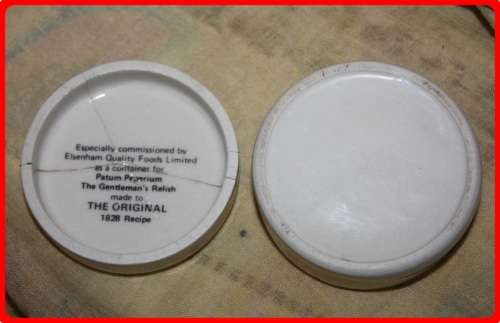 Especially commissioned by
Elsenham Quality Foods Limited
as a container for
Patum Peperium
The Gentleman's Relish
made to
THE ORIGINAL
1828 Recipe